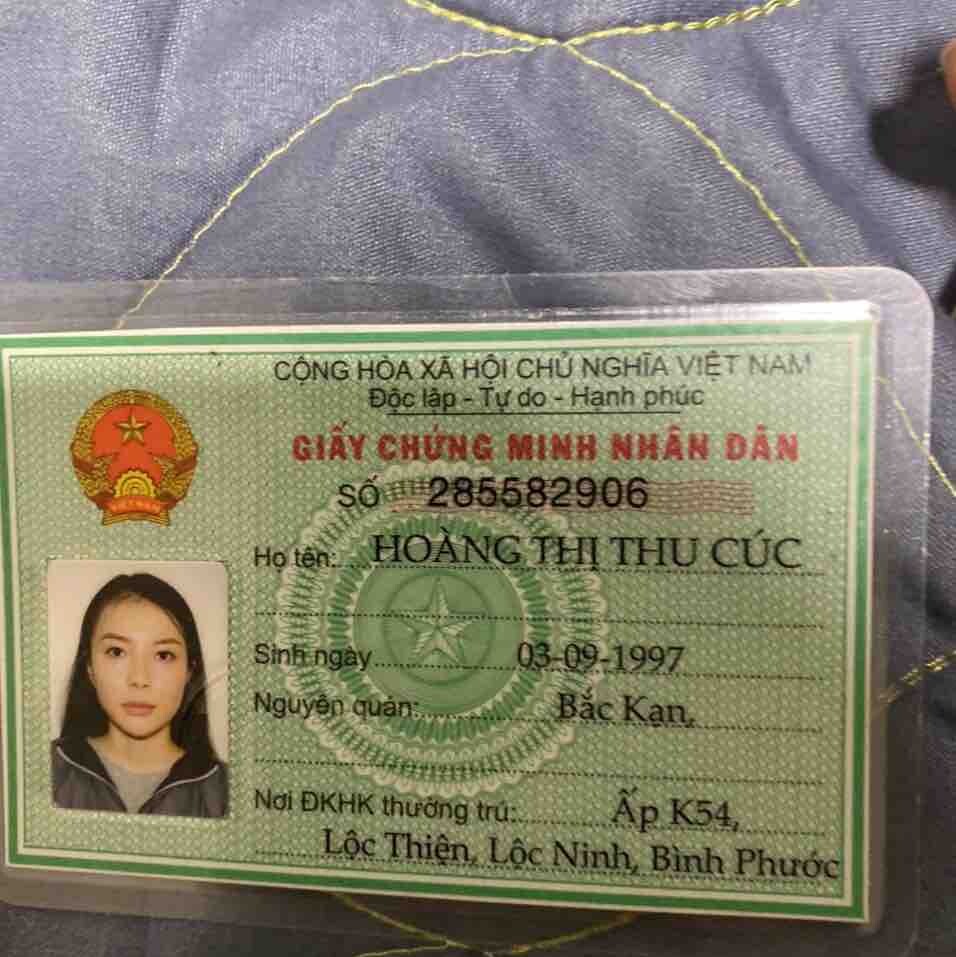 CỘNG HÒA XÃ HỘI CHỦ NGHĨA VIỆT NAM
Độc lập - Tự do - Hạnh phúc
GIẤY CHỨNG MINH NHÂN DÂN
SỐ 285582906
Họ tên: HOÀNG THỊ THU CÚC
Sinh ngày 03-09-1997
Nguyên quán: Bắc Kạn,
Nơi ĐKHK thường trú: Ấp K54,
Lộc Thiện, Lộc Ninh, Bình Phước
VIỆT NAM